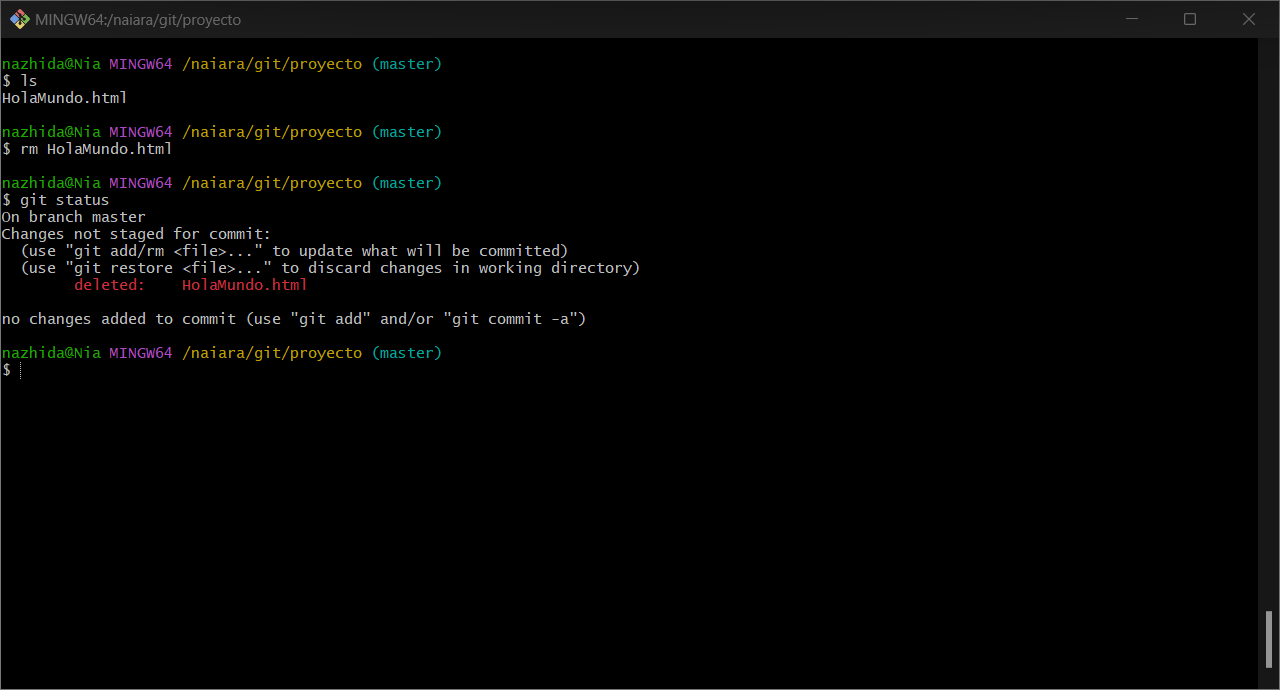 MINGW64:/naiara/git/proyecto
nazhida@Nia MINGW64 /naiara/git/proyecto (master)
$ ls
HolaMundo.html
nazhida@Nia MINGW64 /naiara/git/proyecto (master)
$ rm HolaMundo.html
nazhida@Nia MINGW64 /naiara/git/proyecto (master)
$ git status
On branch master
Changes not staged for commit:
  (use "git add/rm <file>..." to update what will be committed)
  (use "git restore <file>..." to discard changes in working directory)
        deleted:    HolaMundo.html
no changes added to commit (use "git add" and/or "git commit -a")
nazhida@Nia MINGW64 /naiara/git/proyecto (master)
$